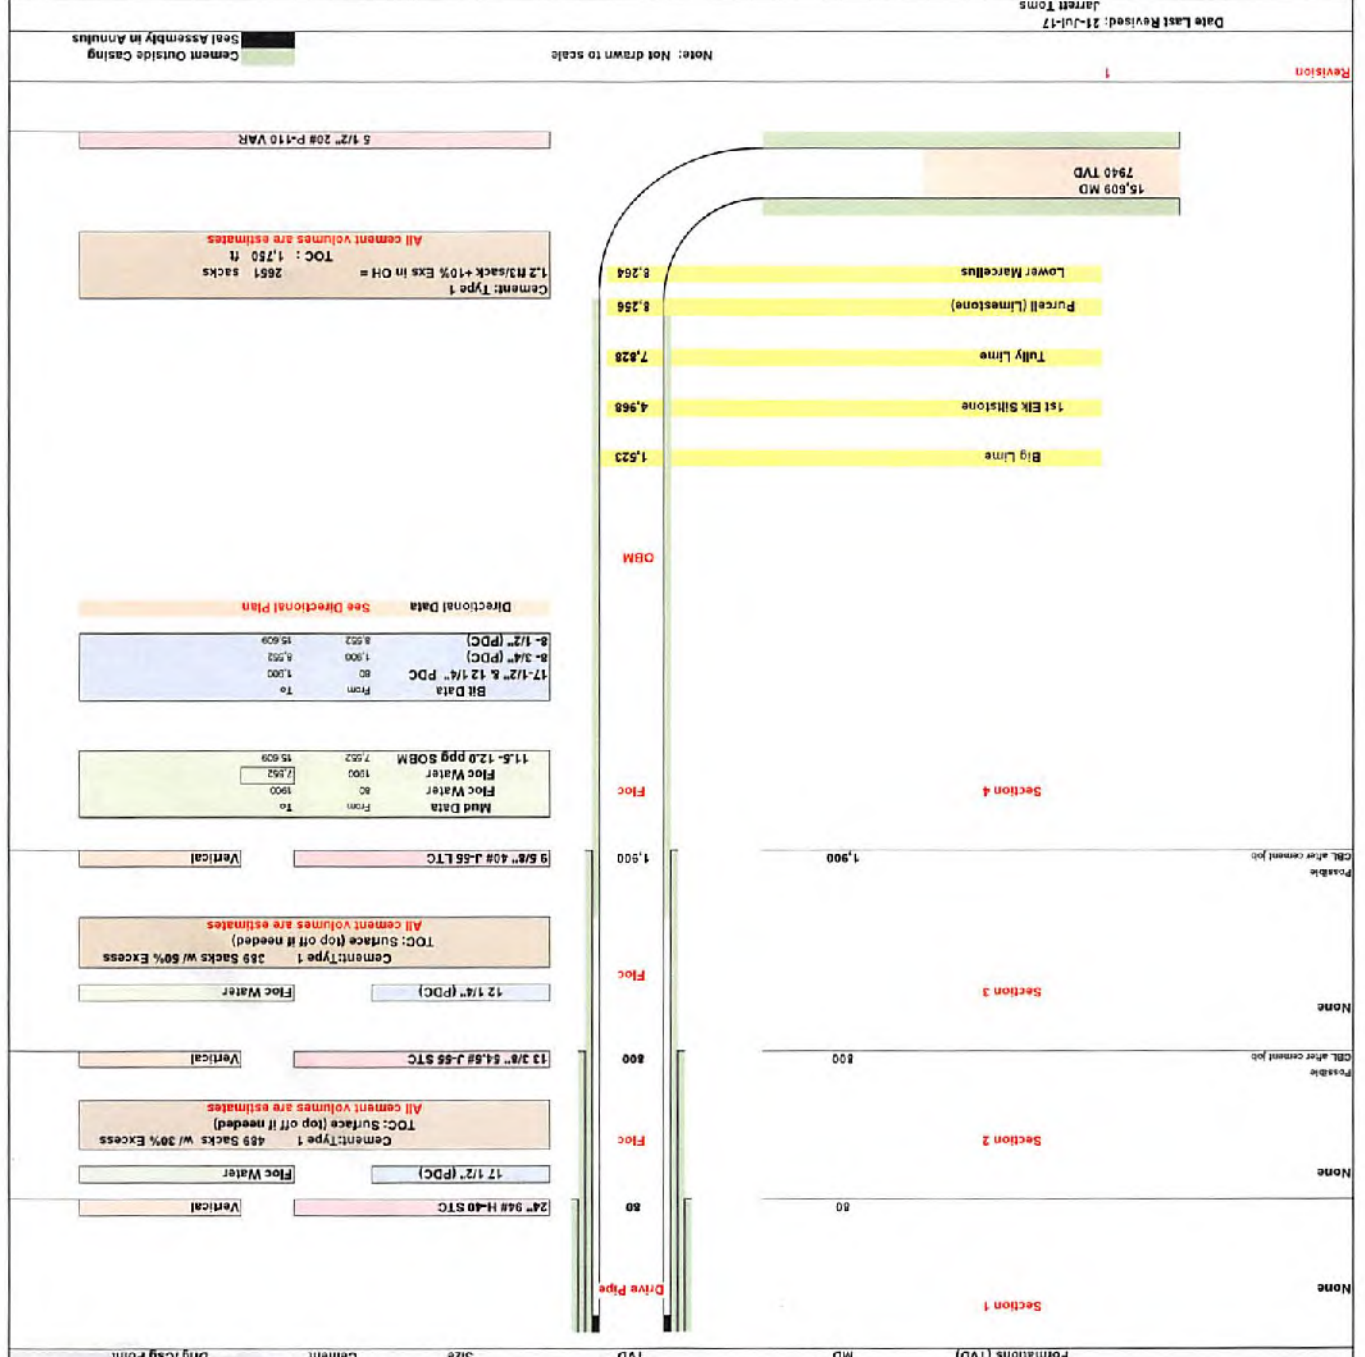 Formations (TVD) MD TVD Size Cement Drlg /Csg Point
Section 1
None
Drive Pipe
80 80 24" 94# H-40 STC Vertical
None
17 1/2" (PDC) Floc Water
Section 2 Floc
Cement:Type 1 489 Sacks w/ 30% Excess
TOC: Surface (top off if needed)
All cement volumes are estimates
Possible
CBL after cement job
800 800 13 3/8" 54.5# J-55 STC Vertical
None
Section 3 Floc
12 1/4" (PDC) Floc Water
Cement:Type 1 389 Sacks w/ 50% Excess
TOC: Surface (top off if needed)
All cement volumes are estimates
Possible
CBL after cement job
1,900 1,900 9 5/8" 40# J-55 LTC Vertical
Section 4 Floc
Mud Data From To
Floc Water 80 1900
Floc Water 1900 7,552
11.5- 12.0 ppg SOBM 7,552 15,609
Bit Data From To
17-1/2" & 12 1/4" PDC 80 1,900
8- 3/4" (PDC) 1,900 8,552
8- 1/2" (PDC) 8,552 15,609
Directional Data See Directional Plan
OBM
Big Lime 1,523
1st Elk Siltstone 4,968
Tully Lime 7,828
Purcell (Limestone) 8,256
Lower Marcellus 8,264
Cement: Type 1
1.2 ft3/sack +10% Exs in OH = 2651 sacks
TOC : 1,750 ft
All cement volumes are estimates
15,609 MD
7940 TVD
5 1/2" 20# P-110 VAR
Revision 1
Note: Not drawn to scale
Cement Outside Casing
Seal Assembly in Annulus
Date Last Revised: 21-Jul-17
Jarrett Toms